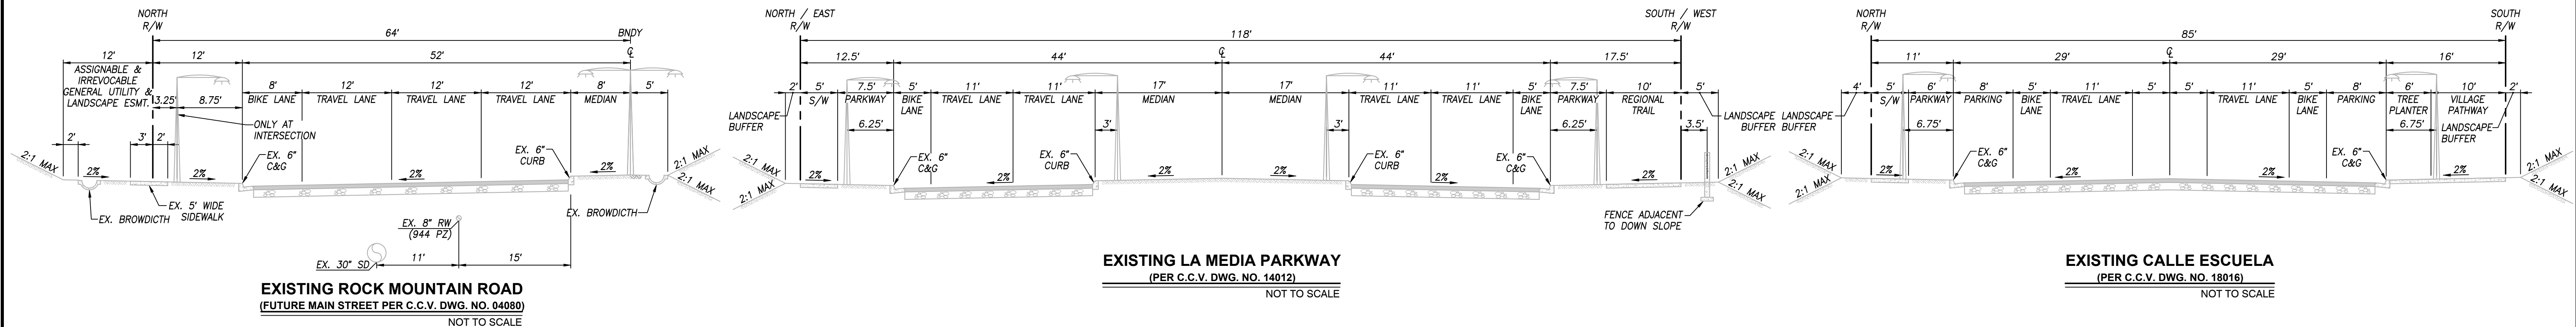 NORTH
R/W
64'
BNDY
℄
12'
12'
52'
ASSIGNABLE &
IRREVOCABLE
GENERAL UTILITY &
LANDSCAPE ESMT.
3.25'
8.75'
8'
12'
12'
12'
8'
5'
BIKE LANE
TRAVEL LANE
TRAVEL LANE
TRAVEL LANE
MEDIAN
ONLY AT
INTERSECTION
2'
3'
2'
EX. 6"
C&G
EX. 6"
CURB
2:1 MAX
2%
2%
2%
2%
2:1 MAX
2:1 MAX
EX. BROWDICTH
EX. 5' WIDE
SIDEWALK
EX. BROWDICTH
EX. 8" RW
(944 PZ)
EX. 30" SD
11'
15'
EXISTING ROCK MOUNTAIN ROAD
(FUTURE MAIN STREET PER C.C.V. DWG. NO. 04080)
NOT TO SCALE
NORTH / EAST
R/W
SOUTH / WEST
R/W
118'
℄
12.5'
44'
44'
17.5'
2'
5'
7.5'
5'
11'
11'
17'
17'
11'
11'
5'
7.5'
10'
5'
S/W
PARKWAY
BIKE
LANE
TRAVEL LANE
TRAVEL LANE
MEDIAN
MEDIAN
TRAVEL LANE
TRAVEL LANE
BIKE
LANE
PARKWAY
REGIONAL
TRAIL
LANDSCAPE
BUFFER
LANDSCAPE
BUFFER
6.25'
3'
3'
6.25'
3.5'
EX. 6"
C&G
EX. 6"
CURB
EX. 6"
CURB
EX. 6"
C&G
2:1 MAX
2:1 MAX
2%
2%
2%
2%
2%
2%
2:1 MAX
2:1 MAX
FENCE ADJACENT
TO DOWN SLOPE
EXISTING LA MEDIA PARKWAY
(PER C.C.V. DWG. NO. 14012)
NOT TO SCALE
NORTH
R/W
SOUTH
R/W
85'
℄
11'
29'
29'
16'
4'
5'
6'
8'
5'
11'
5'
5'
11'
5'
8'
6'
10'
2'
LANDSCAPE
BUFFER
S/W
PARKWAY
PARKING
BIKE
LANE
TRAVEL LANE
TRAVEL LANE
BIKE
LANE
PARKING
TREE
PLANTER
VILLAGE
PATHWAY
LANDSCAPE
BUFFER
6.75'
6.75'
EX. 6"
C&G
EX. 6"
C&G
2:1 MAX
2:1 MAX
2%
2%
2%
2%
2:1 MAX
2:1 MAX
EXISTING CALLE ESCUELA
(PER C.C.V. DWG. NO. 18016)
NOT TO SCALE